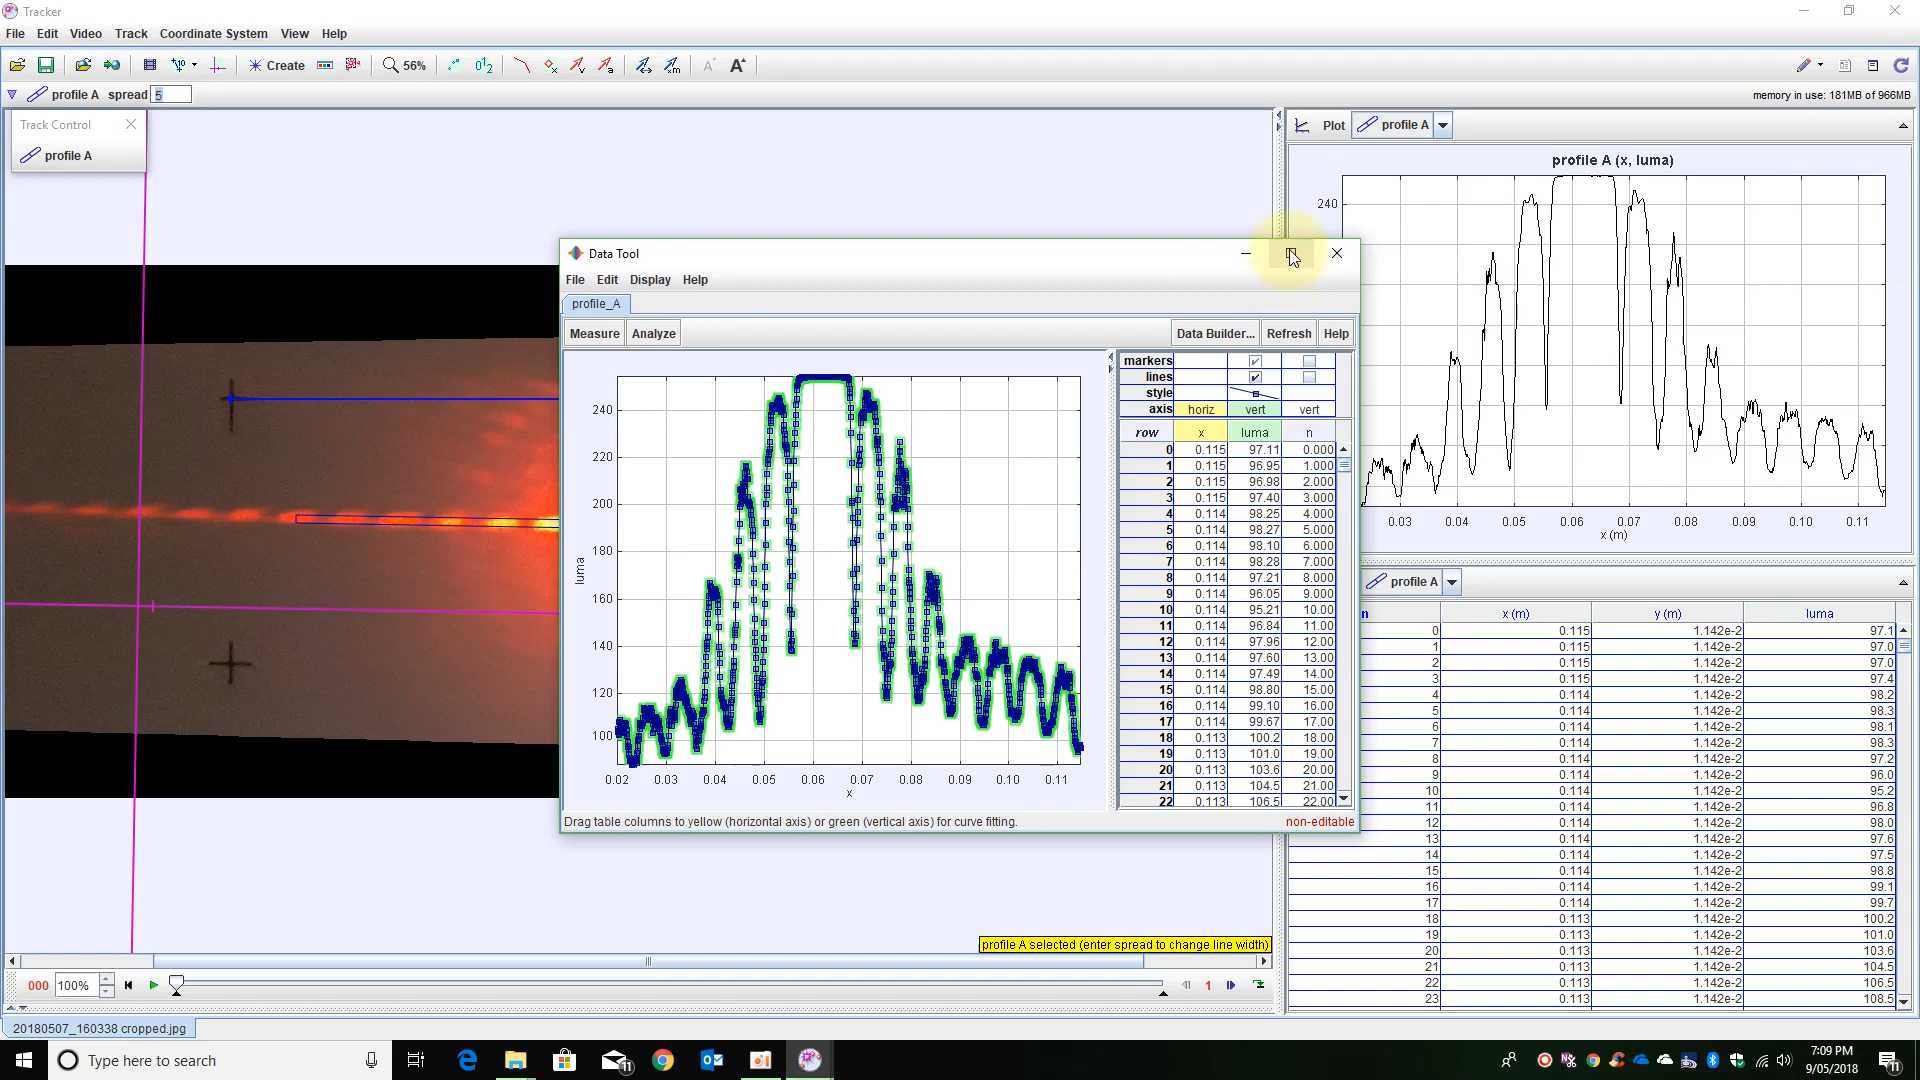 Tracker
File Edit Video Track Coordinate System View Help
Create 56%
profile A spread 5 memory in use: 181MB of 966MB
Track Control
profile A
Plot profile A
profile A (x, luma)
240
0.03 0.04 0.05 0.06 0.07 0.08 0.09 0.10 0.11
x (m)
Data Tool
File Edit Display Help
profile_A
Measure Analyze Data Builder... Refresh Help
240
220
200
180
160
140
120
100
luma
0.02 0.03 0.04 0.05 0.06 0.07 0.08 0.09 0.10 0.11
x
markers
lines
style
axis horiz vert vert
row x luma n
0 0.115 97.11 0.000
1 0.115 96.95 1.000
2 0.115 96.98 2.000
3 0.115 97.40 3.000
4 0.114 98.25 4.000
5 0.114 98.27 5.000
6 0.114 98.10 6.000
7 0.114 98.28 7.000
8 0.114 97.21 8.000
9 0.114 96.05 9.000
10 0.114 95.21 10.00
11 0.114 96.84 11.00
12 0.114 97.96 12.00
13 0.114 97.60 13.00
14 0.114 97.49 14.00
15 0.114 98.80 15.00
16 0.114 99.10 16.00
17 0.114 99.67 17.00
18 0.113 100.2 18.00
19 0.113 101.0 19.00
20 0.113 103.6 20.00
21 0.113 104.5 21.00
22 0.113 106.5 22.00
Drag table columns to yellow (horizontal axis) or green (vertical axis) for curve fitting. non-editable
profile A
n x (m) y (m) luma
0 0.115 1.142e-2 97.1
1 0.115 1.142e-2 97.0
2 0.115 1.142e-2 97.0
3 0.115 1.142e-2 97.4
4 0.114 1.142e-2 98.2
5 0.114 1.142e-2 98.3
6 0.114 1.142e-2 98.1
7 0.114 1.142e-2 98.3
8 0.114 1.142e-2 97.2
9 0.114 1.142e-2 96.0
10 0.114 1.142e-2 95.2
11 0.114 1.142e-2 96.8
12 0.114 1.142e-2 98.0
13 0.114 1.142e-2 97.6
14 0.114 1.142e-2 97.5
15 0.114 1.142e-2 98.8
16 0.114 1.142e-2 99.1
17 0.114 1.142e-2 99.7
18 0.113 1.142e-2 100.2
19 0.113 1.142e-2 101.0
20 0.113 1.142e-2 103.6
21 0.113 1.142e-2 104.5
22 0.113 1.142e-2 106.5
23 0.113 1.142e-2 108.5
profile A selected (enter spread to change line width)
000 100% 1
20180507_160338 cropped.jpg
Type here to search
11
7:09 PM
9/05/2018
11